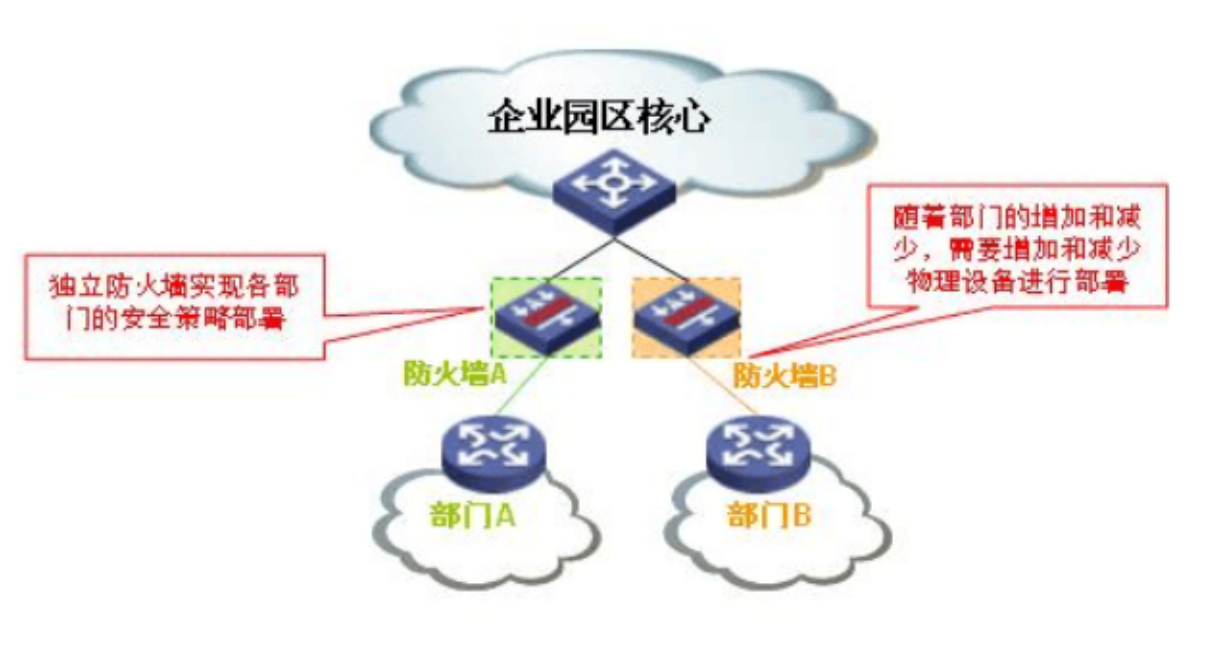 企业园区核心
随着部门的增加和减
少，需要增加和减少
物理设备进行部署
独立防火墙实现各部
门的安全策略部署
防火墙A
防火墙B
部门A
部门B